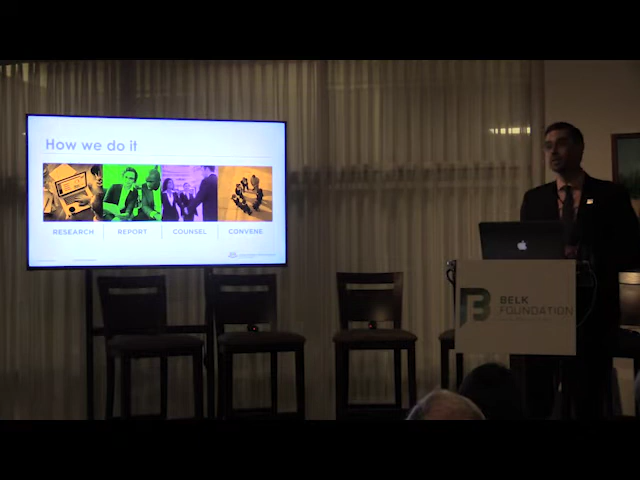 How we do it
RESEARCH
REPORT
COUNSEL
CONVENE
BELK
FOUNDATION